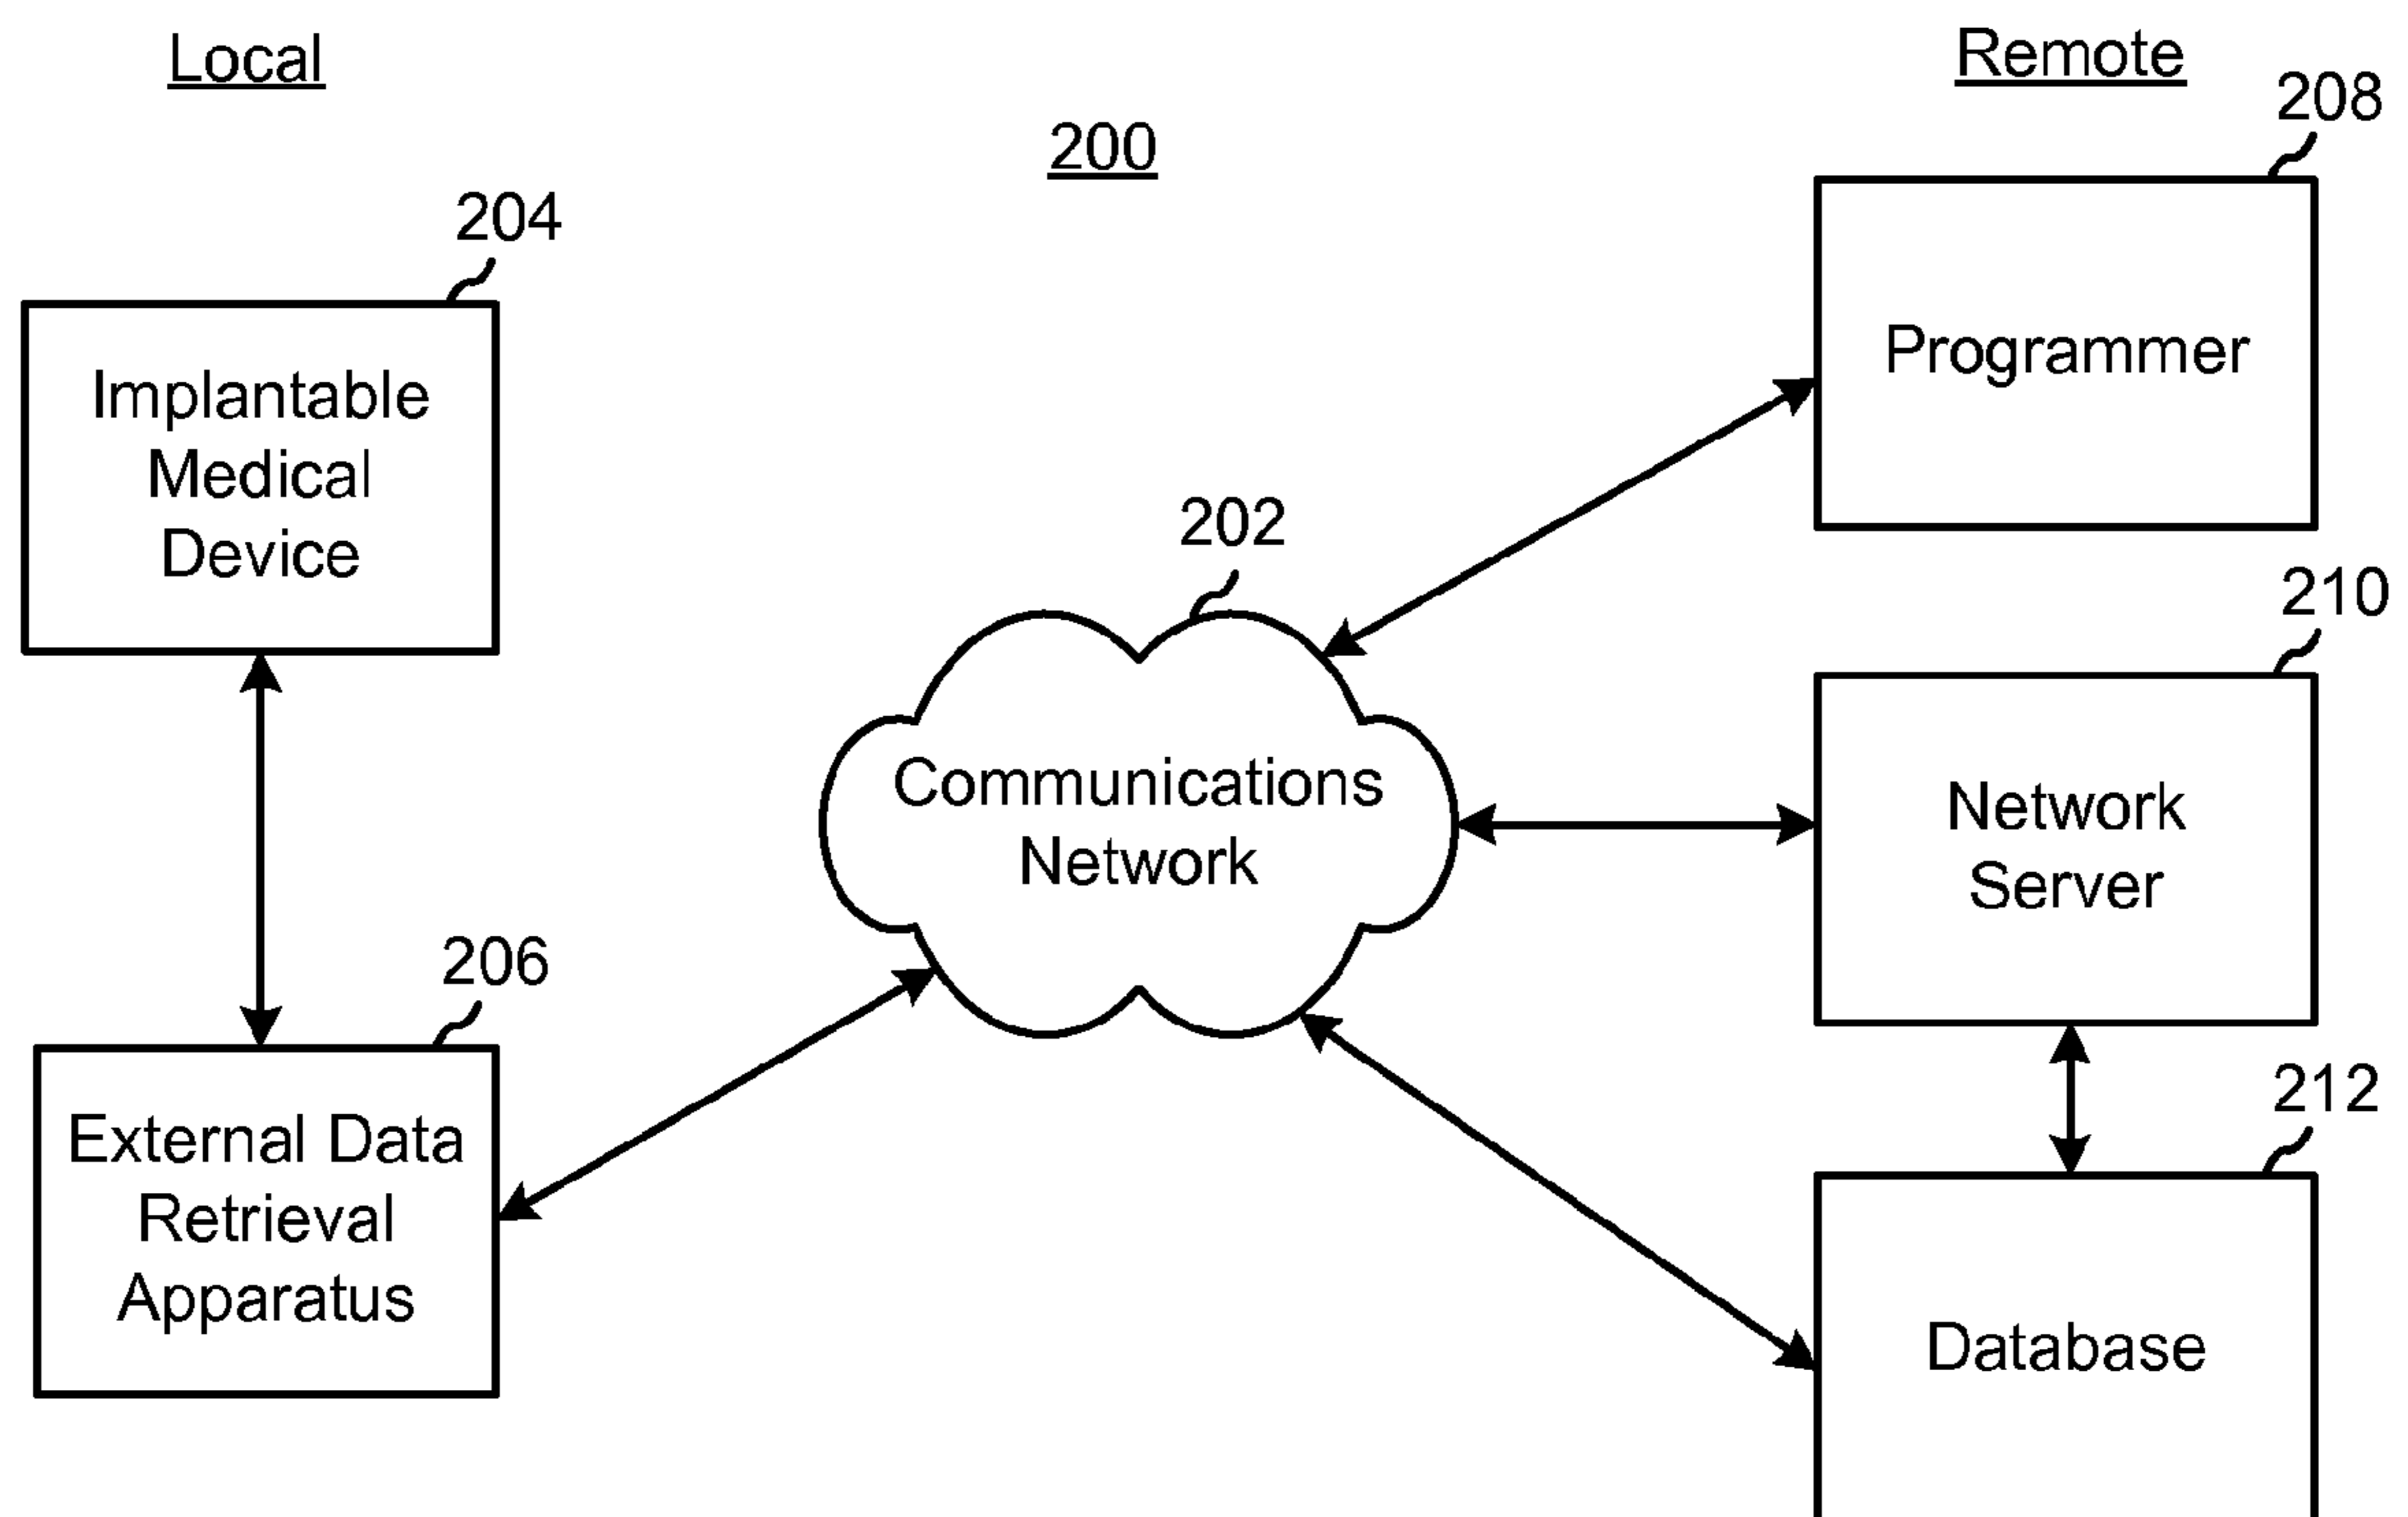 Local
Remote
200
204
Implantable
Medical
Device
206
External Data
Retrieval
Apparatus
202
Communications
Network
208
Programmer
210
Network
Server
212
Database